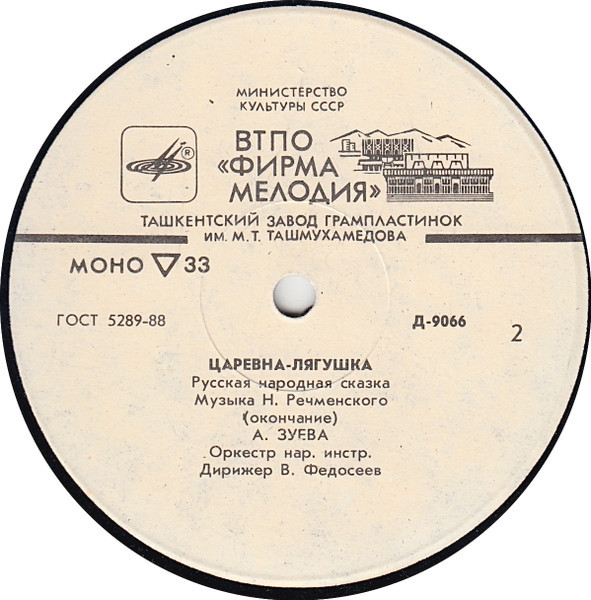 МИНИСТЕРСТВО
КУЛЬТУРЫ СССР
ВТПО
«ФИРМА
МЕЛОДИЯ»
®
ТАШКЕНТСКИЙ ЗАВОД ГРАМПЛАСТИНОК
ИМ. М.Т. ТАШМУХАМЕДОВА
МОНО ▽ 33
ГОСТ 5289-88 Д-9066 2
ЦАРЕВНА-ЛЯГУШКА
Русская народная сказка
Музыка Н. Речменского
(окончание)
А. ЗУЕВА
Оркестр нар. инстр.
Дирижер В. Федосеев